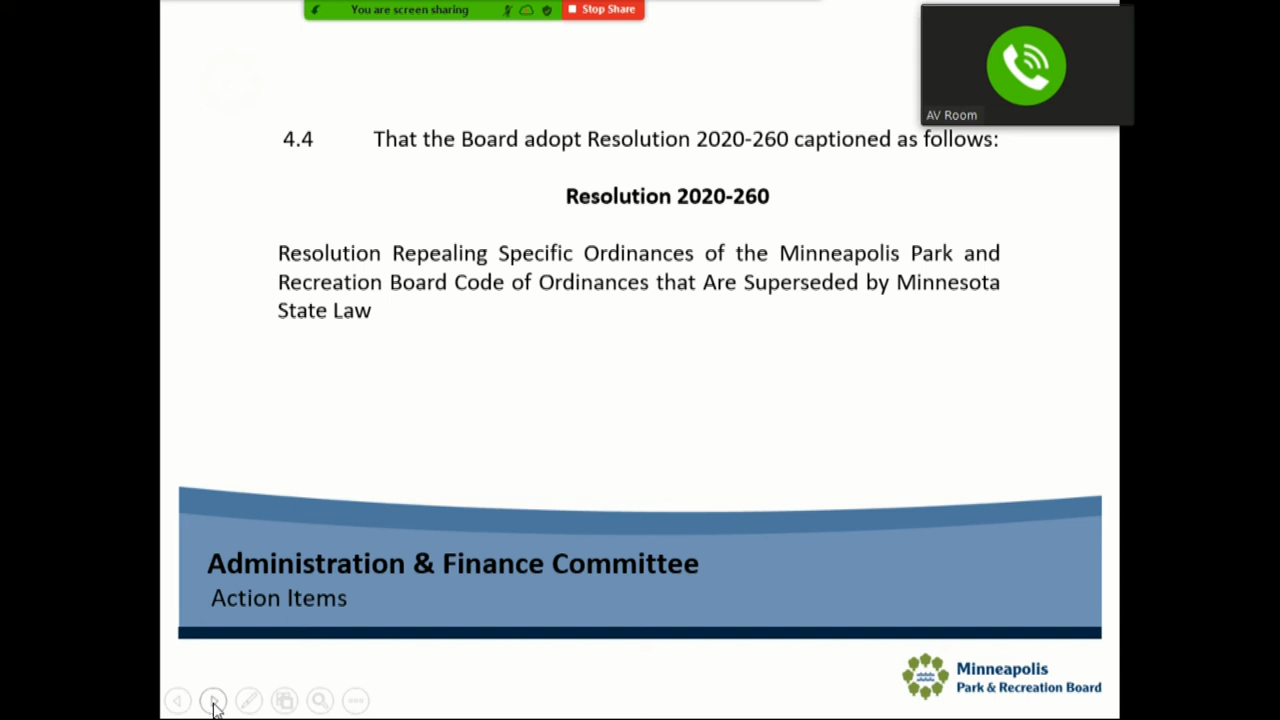 You are screen sharing
Stop Share
AV Room
4.4 That the Board adopt Resolution 2020-260 captioned as follows:
Resolution 2020-260
Resolution Repealing Specific Ordinances of the Minneapolis Park and
Recreation Board Code of Ordinances that Are Superseded by Minnesota
State Law
Administration & Finance Committee
Action Items
Minneapolis
Park & Recreation Board